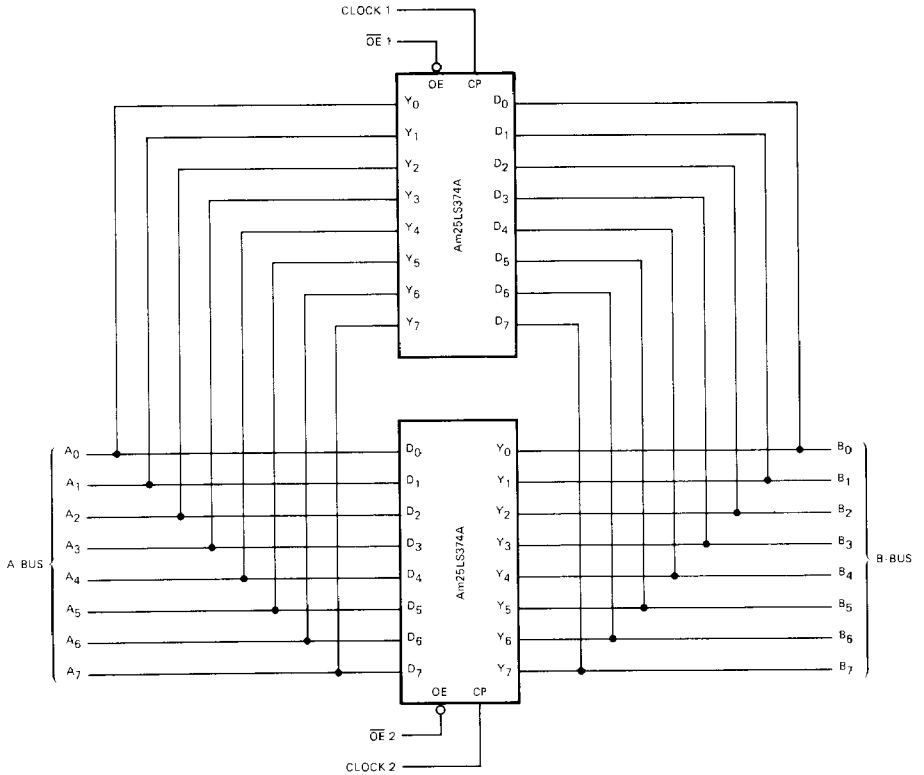 CLOCK 1
OE 1
OE CP
Y0 D0
Y1 D1
Y2 D2
Y3 D3
Y4 D4
Y5 D5
Y6 D6
Y7 D7
Am25LS374A
A0 D0 Y0 B0
A1 D1 Y1 B1
A2 D2 Y2 B2
A3 D3 Y3 B3
A4 D4 Y4 B4
A5 D5 Y5 B5
A6 D6 Y6 B6
A7 D7 Y7 B7
A BUS
Am25LS374A
B-BUS
OE CP
OE 2
CLOCK 2